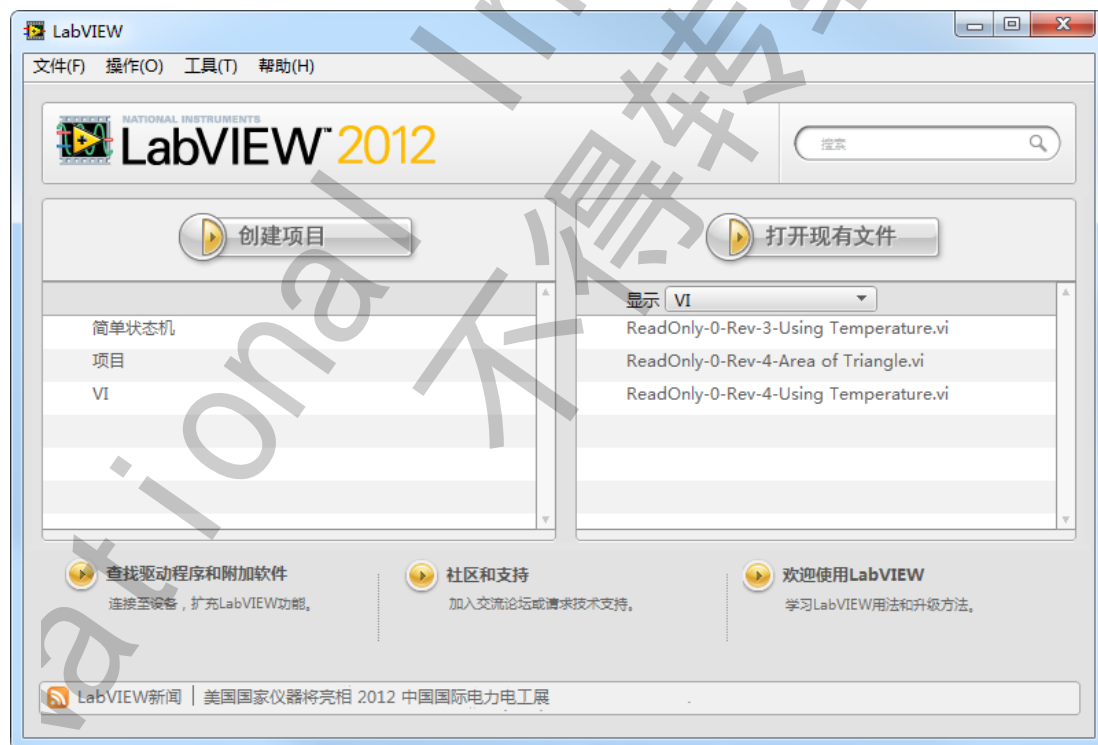 LabVIEW
文件(F) 操作(O) 工具(T) 帮助(H)
NATIONAL INSTRUMENTS
LabVIEW™ 2012
搜索
创建项目
打开现有文件
显示 VI
简单状态机
项目
VI
ReadOnly-0-Rev-3-Using Temperature.vi
ReadOnly-0-Rev-4-Area of Triangle.vi
ReadOnly-0-Rev-4-Using Temperature.vi
查找驱动程序和附加软件
连接至设备,扩充LabVIEW功能。
社区和支持
加入交流论坛或请求技术支持。
欢迎使用LabVIEW
学习LabVIEW用法和升级方法。
LabVIEW新闻 | 美国国家仪器将亮相 2012 中国国际电力电工展
National In
不得转